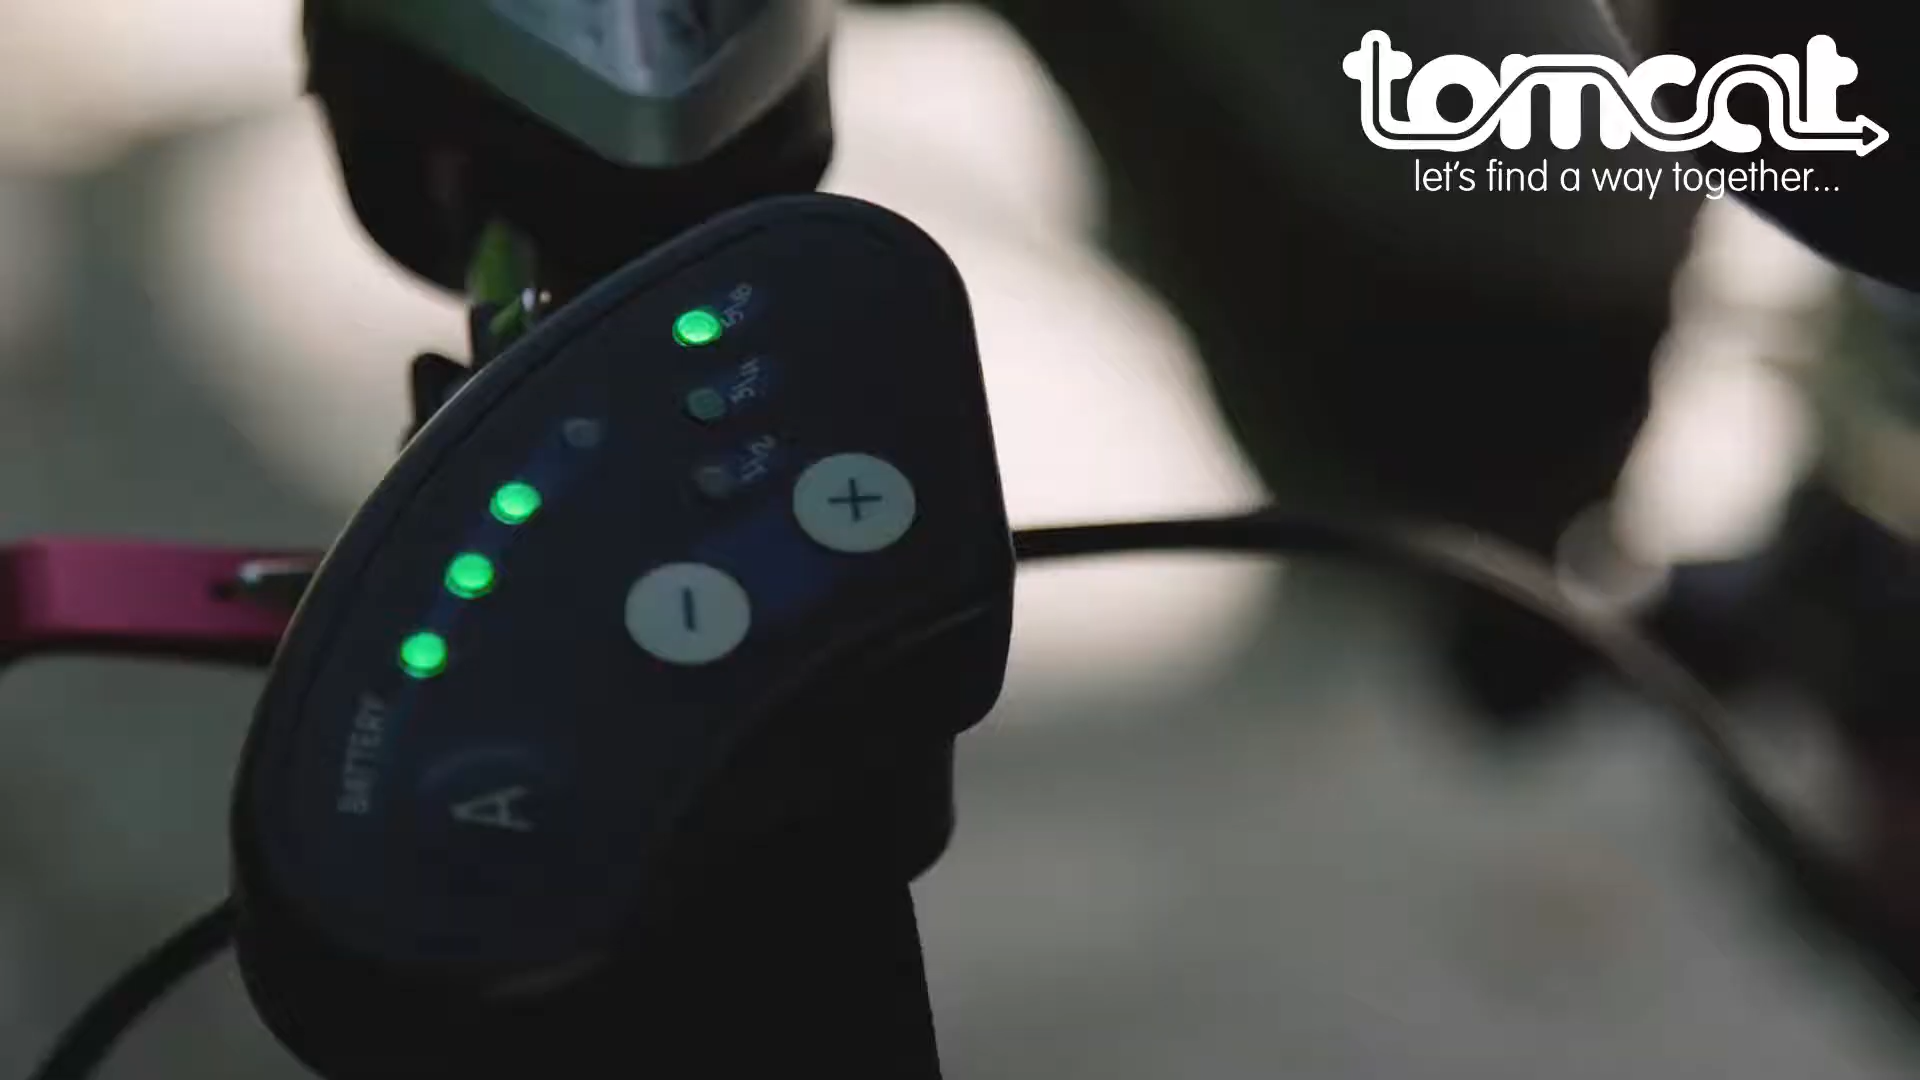 tomcat
let's find a way together...
+
-
BATTERY
A